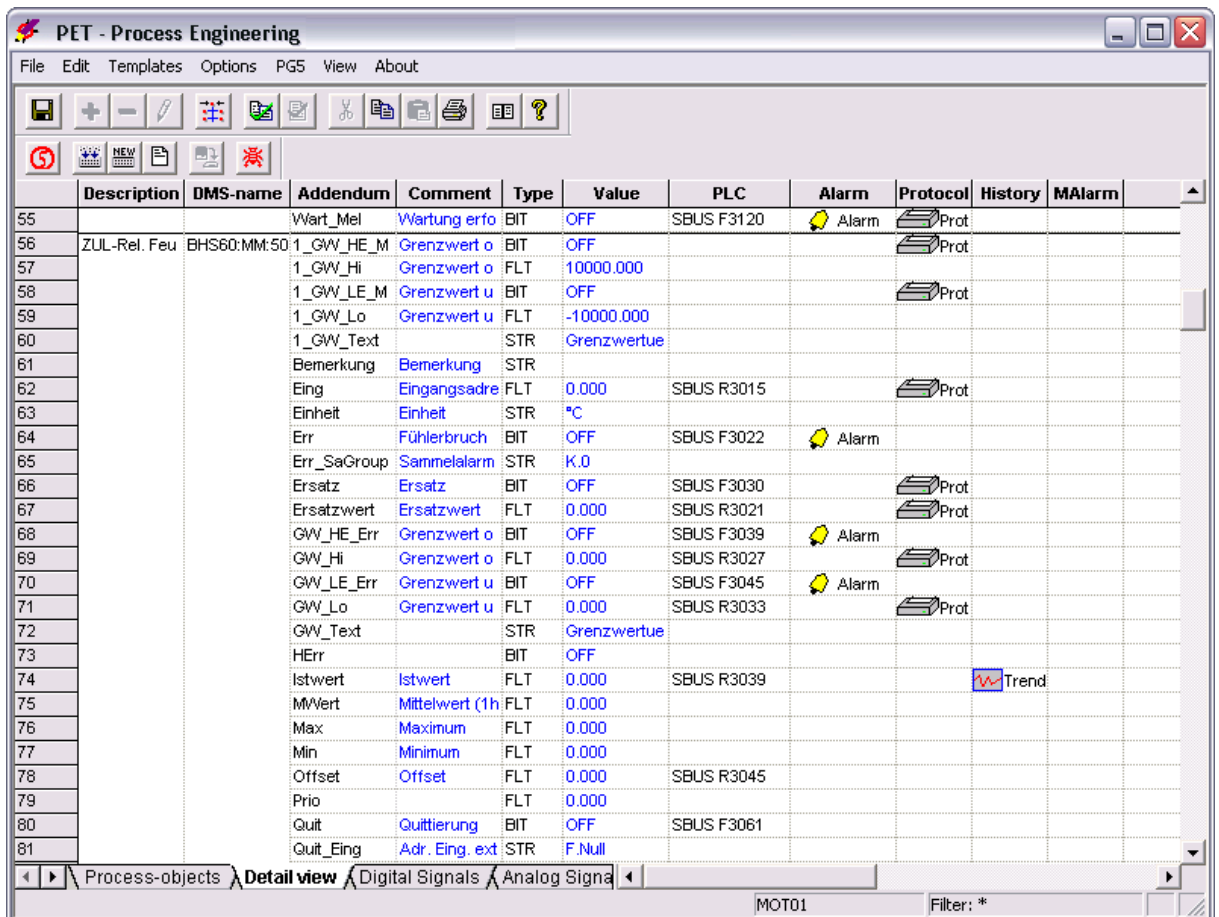 PET - Process Engineering
File Edit Templates Options PG5 View About
NEW
Description DMS-name Addendum Comment Type Value PLC Alarm Protocol History MAlarm
55 Wart_Mel Wartung erfo BIT OFF SBUS F3120 Alarm Prot
56 ZUL-Rel. Feu BHS60:MM:50 1_GW_HE_M Grenzwert o BIT OFF Prot
57 1_GW_Hi Grenzwert o FLT 10000.000
58 1_GW_LE_M Grenzwert u BIT OFF Prot
59 1_GW_Lo Grenzwert u FLT -10000.000
60 1_GW_Text STR Grenzwertue
61 Bemerkung Bemerkung STR
62 Eing Eingangsadre FLT 0.000 SBUS R3015 Prot
63 Einheit Einheit STR °C
64 Err Fühlerbruch BIT OFF SBUS F3022 Alarm
65 Err_SaGroup Sammelalarm STR K.0
66 Ersatz Ersatz BIT OFF SBUS F3030 Prot
67 Ersatzwert Ersatzwert FLT 0.000 SBUS R3021 Prot
68 GW_HE_Err Grenzwert o BIT OFF SBUS F3039 Alarm
69 GW_Hi Grenzwert o FLT 0.000 SBUS R3027 Prot
70 GW_LE_Err Grenzwert u BIT OFF SBUS F3045 Alarm
71 GW_Lo Grenzwert u FLT 0.000 SBUS R3033 Prot
72 GW_Text STR Grenzwertue
73 HErr BIT OFF
74 Istwert Istwert FLT 0.000 SBUS R3039 Trend
75 MWert Mittelwert (1h FLT 0.000
76 Max Maximum FLT 0.000
77 Min Minimum FLT 0.000
78 Offset Offset FLT 0.000 SBUS R3045
79 Prio FLT 0.000
80 Quit Quittierung BIT OFF SBUS F3061
81 Quit_Eing Adr. Eing. ext STR F.Null
Process-objects Detail view Digital Signals Analog Signa
MOT01 Filter: *